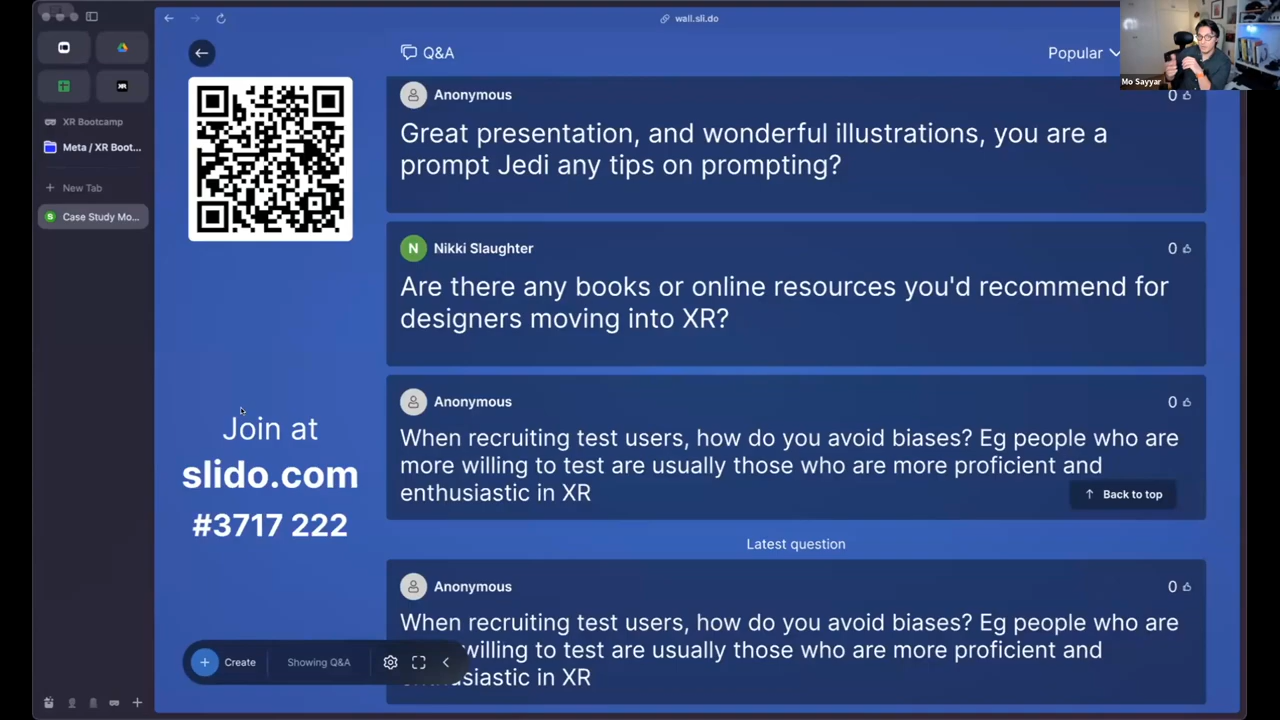 wall.sli.do
Q&A
Popular
Mo Sayyar
XR
XR Bootcamp
Meta / XR Boot...
New Tab
S Case Study Mo...
Join at
slido.com
#3717 222
Create
Showing Q&A
Anonymous
0
Great presentation, and wonderful illustrations, you are a
prompt Jedi any tips on prompting?
N Nikki Slaughter
0
Are there any books or online resources you'd recommend for
designers moving into XR?
Anonymous
0
When recruiting test users, how do you avoid biases? Eg people who are
more willing to test are usually those who are more proficient and
enthusiastic in XR
Back to top
Latest question
Anonymous
0
When recruiting test users, how do you avoid biases? Eg people who are
willing to test are usually those who are more proficient and
in XR